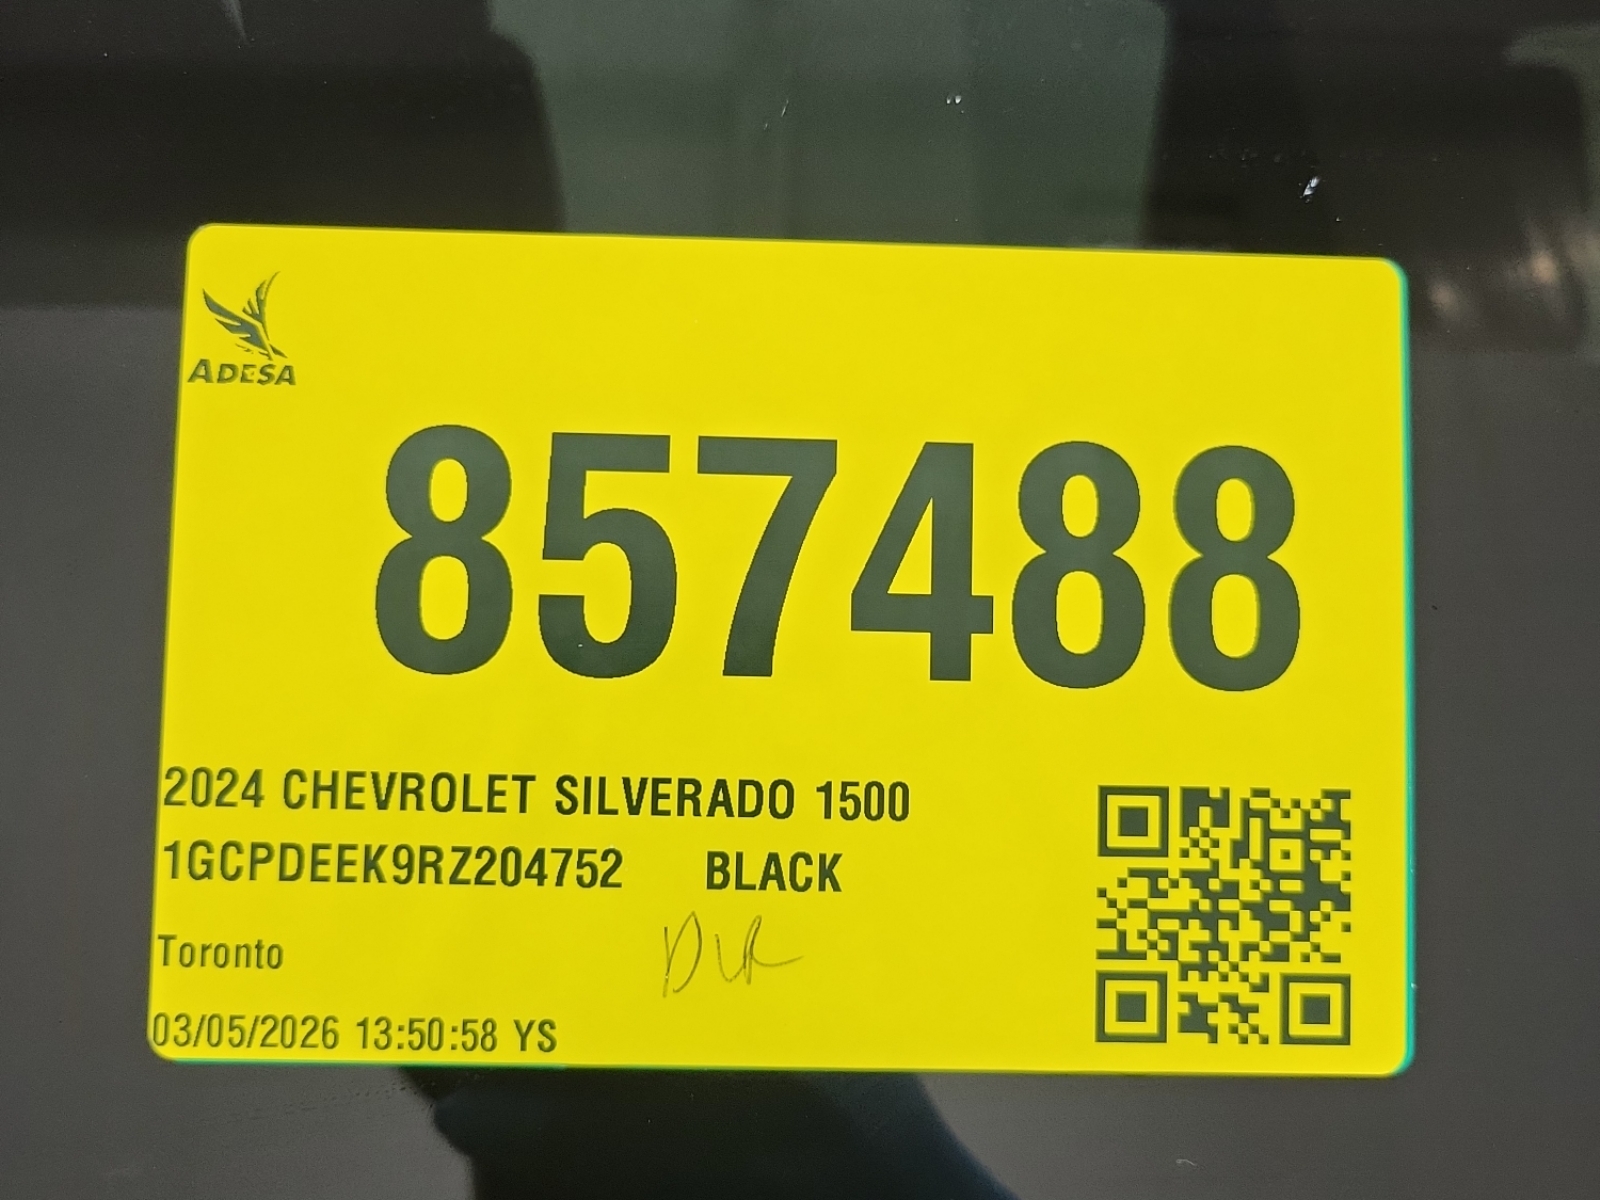 ADESA
857488
2024 CHEVROLET SILVERADO 1500
1GCPDEEK9RZ204752 BLACK
Toronto
03/05/2026 13:50:58 YS